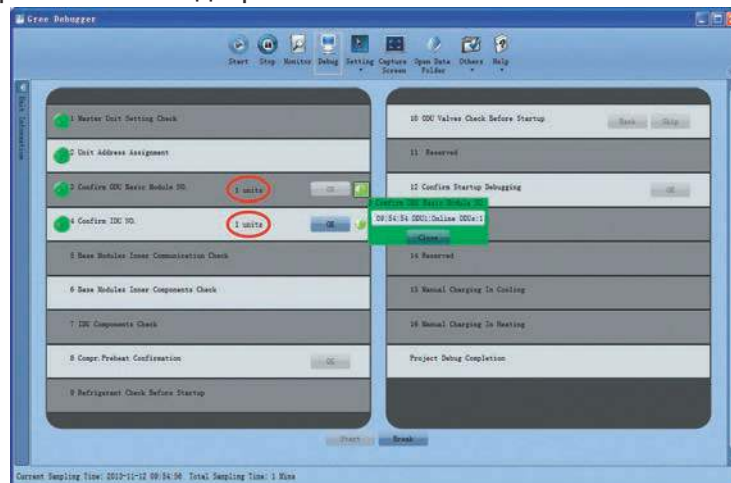 Gree Debugger
Start Stop Monitor Debug Setting Capture Screen Open Data Folder Others Help
Unit Information
1 Master Unit Setting Check
2 Unit Address Assignment
3 Confirm ODU Basic Module NO. 1 units OK
4 Confirm IDU NO. 1 units OK
5 Base Modules Inner Communication Check
6 Base Modules Inner Components Check
7 IDU Components Check
8 Compr.Preheat Confirmation OK
9 Refrigerant Check Before Startup
10 ODU Valves Check Before Startup Back Skip
11 Reserved
12 Confirm Startup Debugging OK
Confirm ODU Basic Module NO.
09:54:54 ODU1:Online ODUs:1
Close
14 Reserved
15 Manual Charging In Cooling
16 Manual Charging In Heating
Project Debug Completion
Start Break
Current Sampling Time: 2013-11-12 09:54:56 Total Sampling Time: 1 Mins